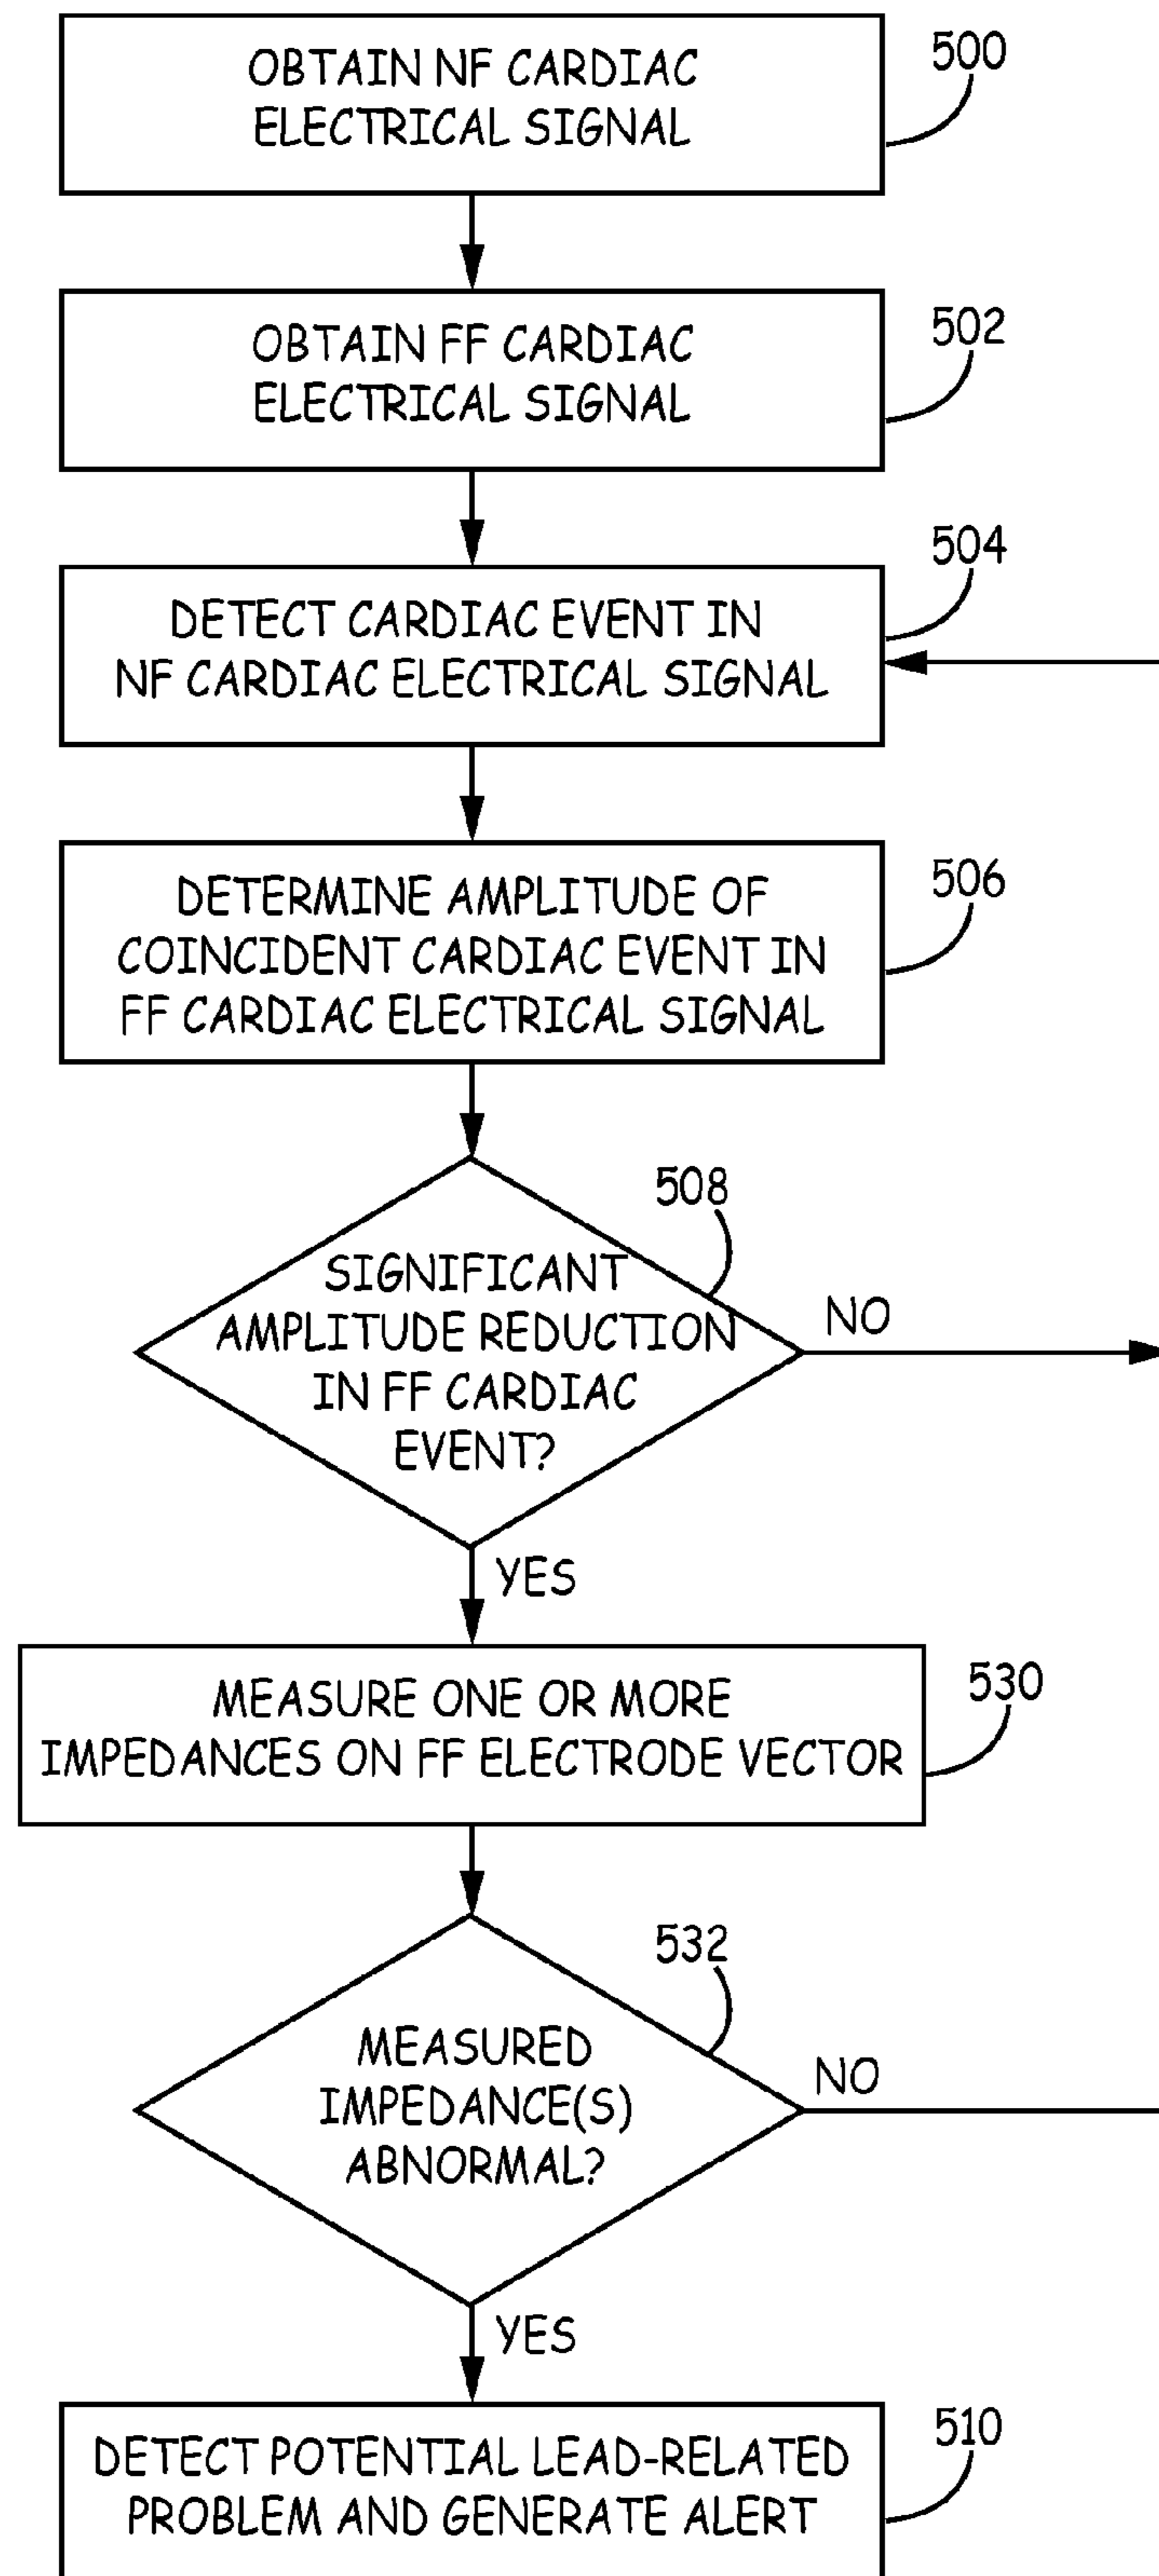 OBTAIN NF CARDIAC
ELECTRICAL SIGNAL
500
OBTAIN FF CARDIAC
ELECTRICAL SIGNAL
502
DETECT CARDIAC EVENT IN
NF CARDIAC ELECTRICAL SIGNAL
504
DETERMINE AMPLITUDE OF
COINCIDENT CARDIAC EVENT IN
FF CARDIAC ELECTRICAL SIGNAL
506
SIGNIFICANT
AMPLITUDE REDUCTION
IN FF CARDIAC
EVENT?
508
NO
YES
MEASURE ONE OR MORE
IMPEDANCES ON FF ELECTRODE VECTOR
530
MEASURED
IMPEDANCE(S)
ABNORMAL?
532
NO
YES
DETECT POTENTIAL LEAD-RELATED
PROBLEM AND GENERATE ALERT
510